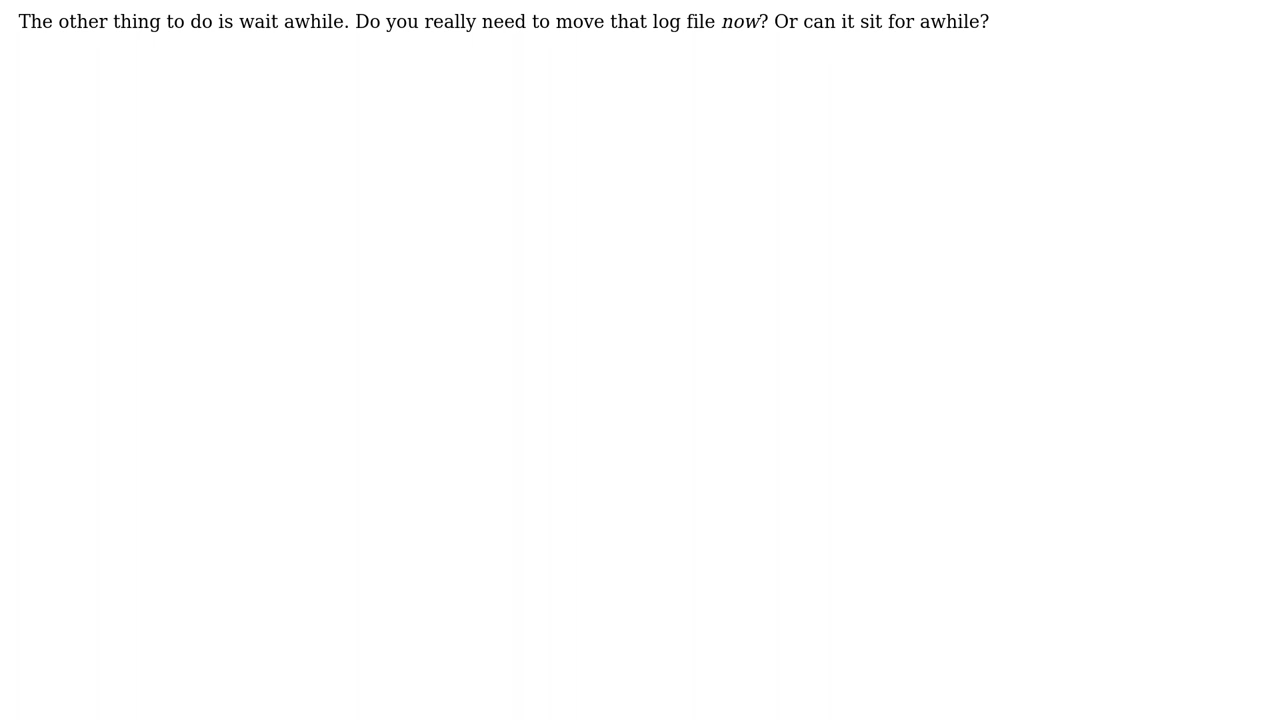 The other thing to do is wait awhile. Do you really need to move that log file now? Or can it sit for awhile?